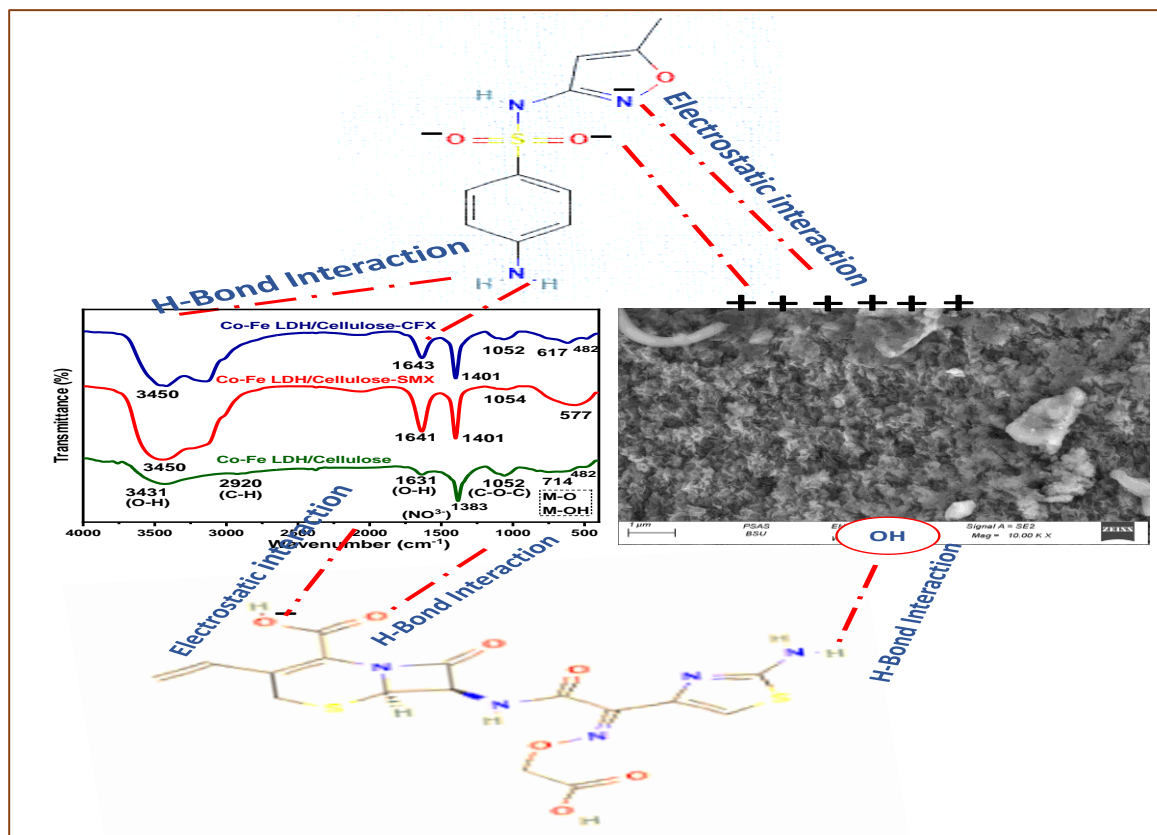 H
N
O
N
Electrostatic interaction
O
S
O
H-Bond Interaction
N
H
H
+ + + + + +
Co-Fe LDH/Cellulose-CFX
3450
1643
1401
1052
617
482
Co-Fe LDH/Cellulose-SMX
3450
1641
1401
1054
577
Co-Fe LDH/Cellulose
3431
(O-H)
2920
(C-H)
1631
(O-H)
1383
(NO³⁻)
1052
(C-O-C)
714
482
M-O
M-OH
Transmittance (%)
4000 3500 3000 2500 2000 1500 1000 500
Wavenumber (cm⁻¹)
1 µm
PSAS
BSU
Signal A = SE2
Mag = 10.00 K X
ZEISS
OH
Electrostatic interaction
H-Bond Interaction
H-Bond Interaction
H
O
O
N
O
S
H
N
H
O
N
O
O
O
H
N
S
N
H
H